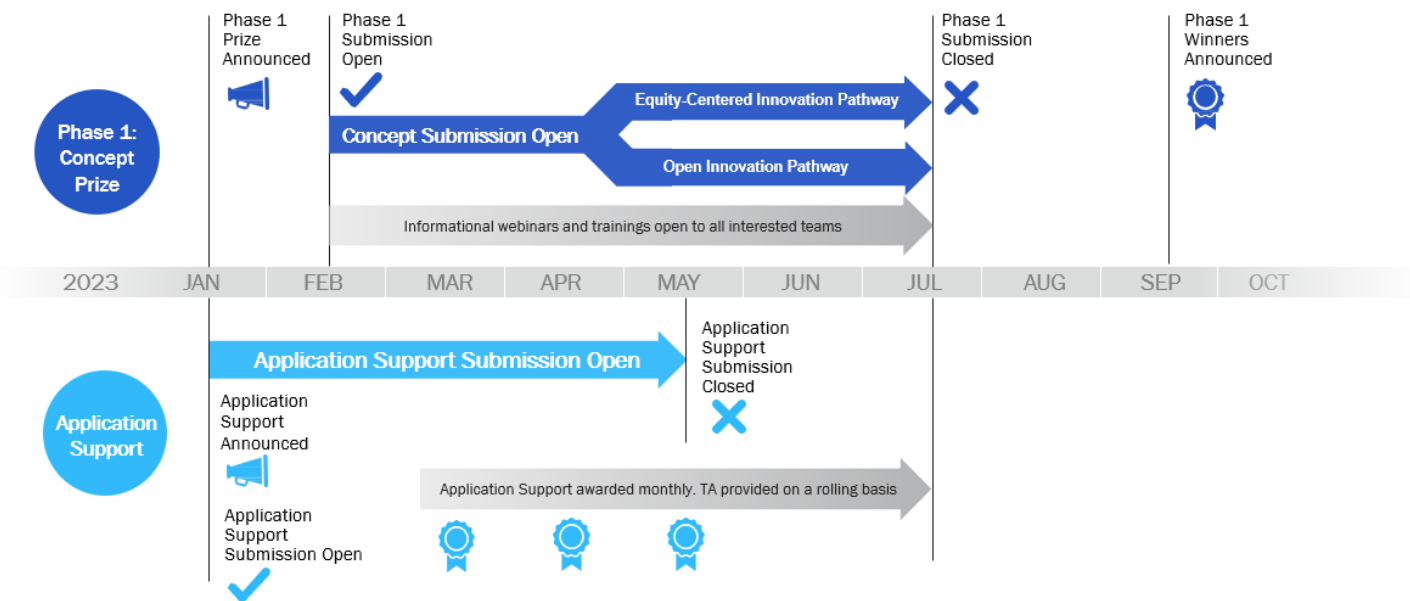 Phase 1
Prize
Announced
Phase 1
Submission
Open
Phase 1
Submission
Closed
Phase 1
Winners
Announced
Phase 1:
Concept
Prize
Concept Submission Open
Equity-Centered Innovation Pathway
Open Innovation Pathway
Informational webinars and trainings open to all interested teams
2023 JAN FEB MAR APR MAY JUN JUL AUG SEP OCT
Application Support Submission Open
Application
Support
Submission
Closed
Application
Support
Application
Support
Announced
Application Support awarded monthly. TA provided on a rolling basis
Application
Support
Submission Open